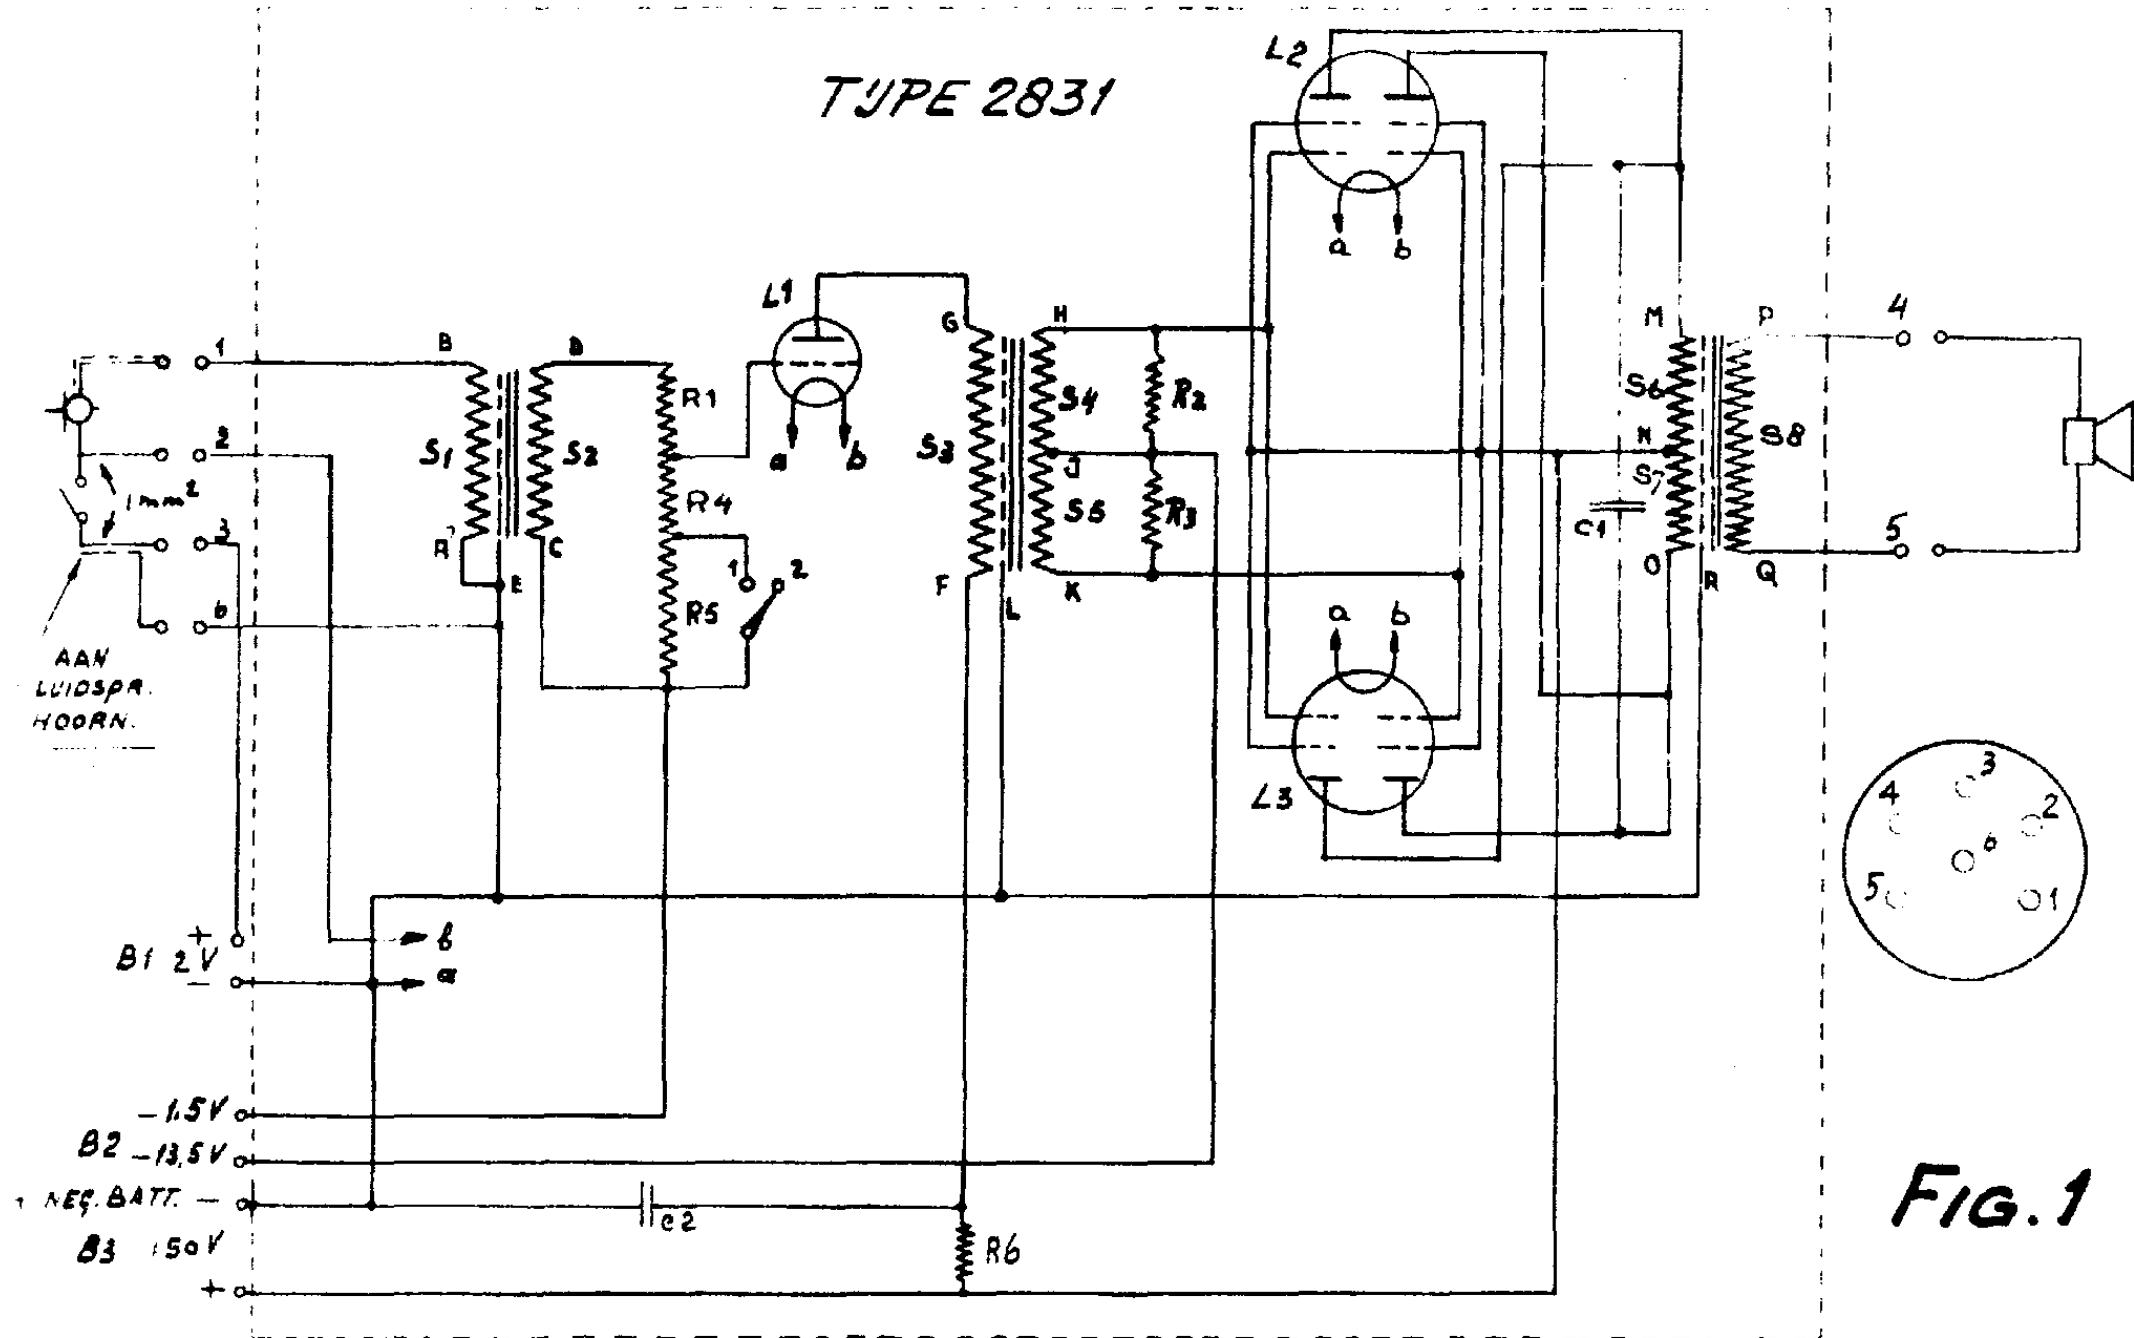 TYPE 2831
L2
a b
L1
a b
B D
G H
M P
4
1
R1
S1 S2
S3
S4 R2
S6
N
S7
S8
2
1 mm²
R4
J
S5 R3
C1
3
A C
E
1 2
R5
F L K
O R Q
5
6
AAN
LUIDSPR.
HOORN.
a b
L3
3
4 2
6
5 1
+
B1 2V
-
b
a
-1,5V
B2 -13,5V
NEG. BATT. -
C2
B3 150V
+
R6
FIG. 1